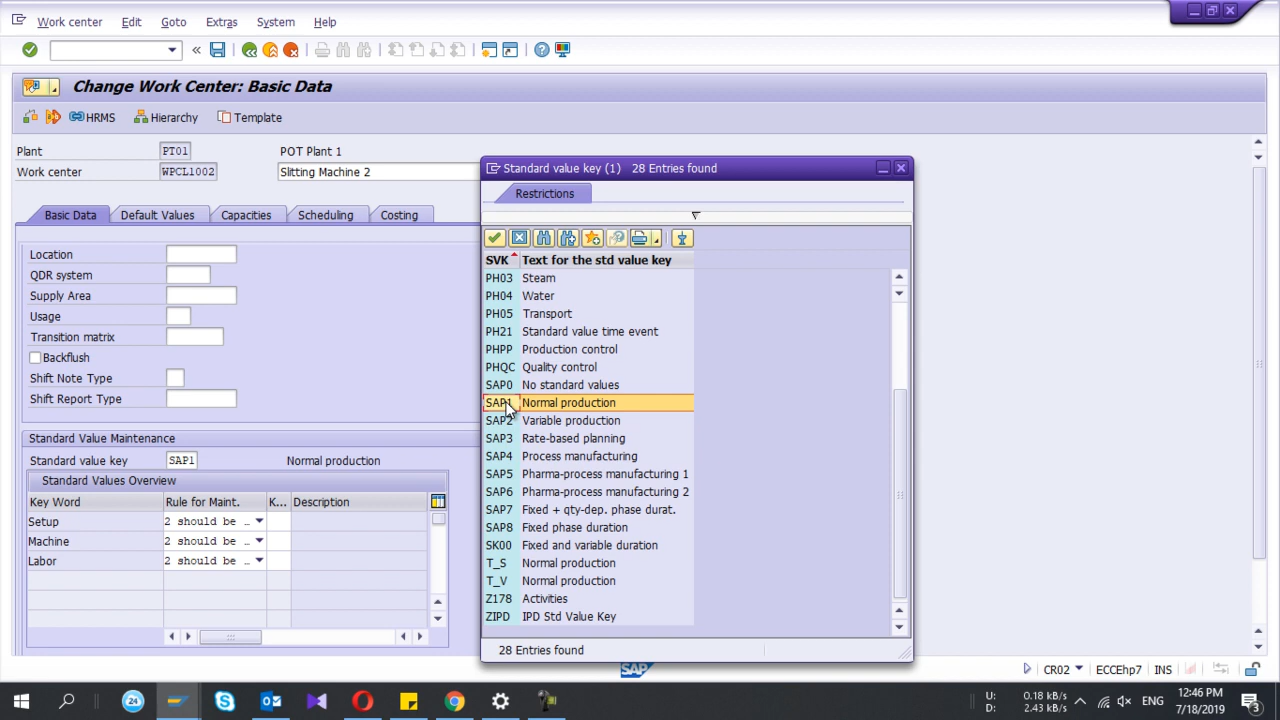 Work center Edit Goto Extras System Help
Change Work Center: Basic Data
HRMS Hierarchy Template
Plant PT01 POT Plant 1
Work center WPCL1002 Slitting Machine 2
Basic Data Default Values Capacities Scheduling Costing
Location
QDR system
Supply Area
Usage
Transition matrix
Backflush
Shift Note Type
Shift Report Type
Standard Value Maintenance
Standard value key SAP1 Normal production
Standard Values Overview
Key Word Rule for Maint. K... Description
Setup 2 should be ...
Machine 2 should be ...
Labor 2 should be ...
Standard value key (1) 28 Entries found
Restrictions
SVK Text for the std value key
PH03 Steam
PH04 Water
PH05 Transport
PH21 Standard value time event
PHPP Production control
PHQC Quality control
SAP0 No standard values
SAP1 Normal production
SAP2 Variable production
SAP3 Rate-based planning
SAP4 Process manufacturing
SAP5 Pharma-process manufacturing 1
SAP6 Pharma-process manufacturing 2
SAP7 Fixed + qty-dep. phase durat.
SAP8 Fixed phase duration
SK00 Fixed and variable duration
T_S Normal production
T_V Normal production
Z178 Activities
ZIPD IPD Std Value Key
28 Entries found
SAP CR02 ECCEhp7 INS
24
U: 0.18 kB/s
D: 2.43 kB/s
ENG
12:46 PM
7/18/2019
3